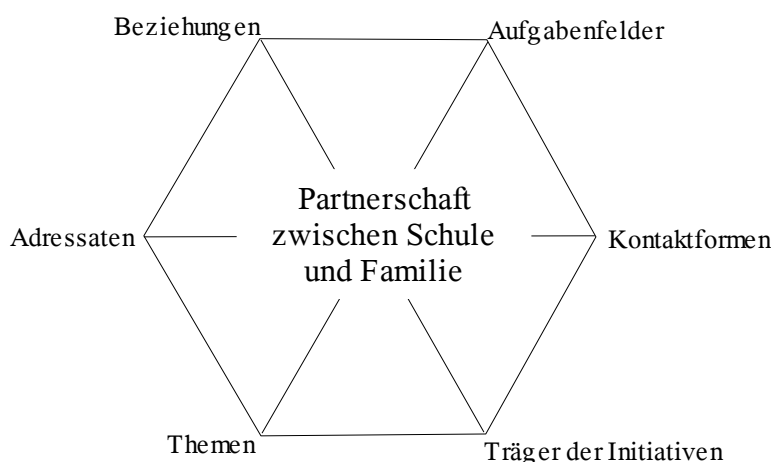 Beziehungen
Aufgabenfelder
Partnerschaft
zwischen Schule
und Familie
Adressaten
Kontaktformen
Themen
Träger der Initiativen